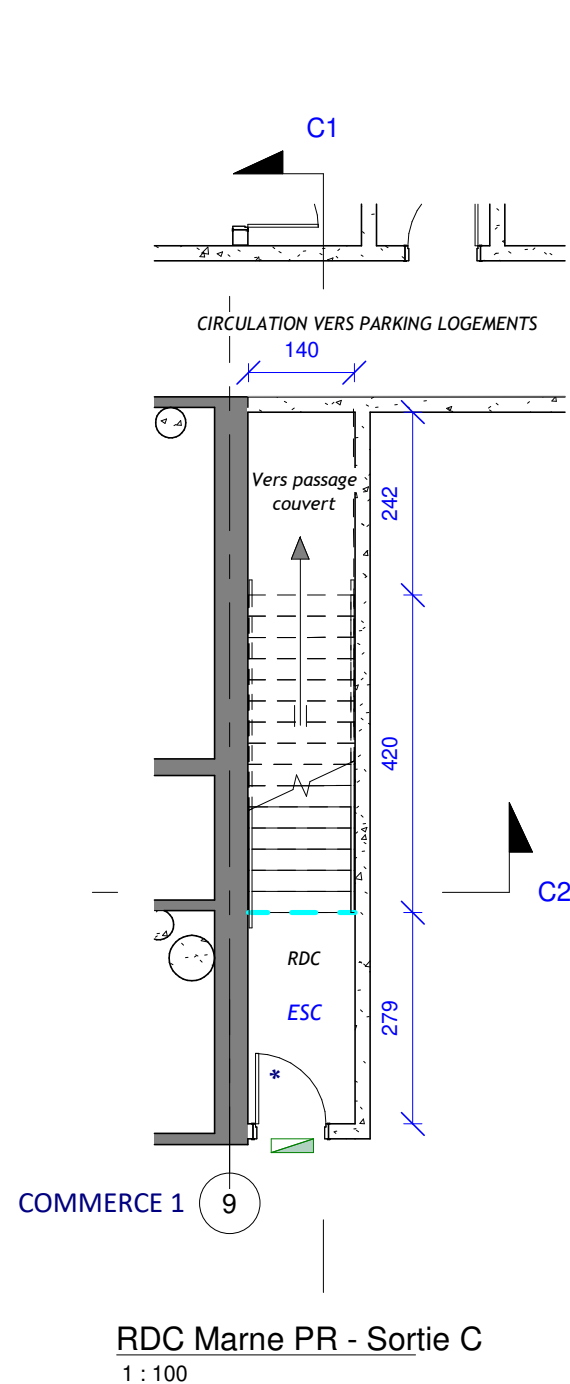 C1
CIRCULATION VERS PARKING LOGEMENTS
140
Vers passage
couvert
242
420
C2
RDC
ESC
279
*
COMMERCE 1
9
RDC Marne PR - Sortie C
1 : 100